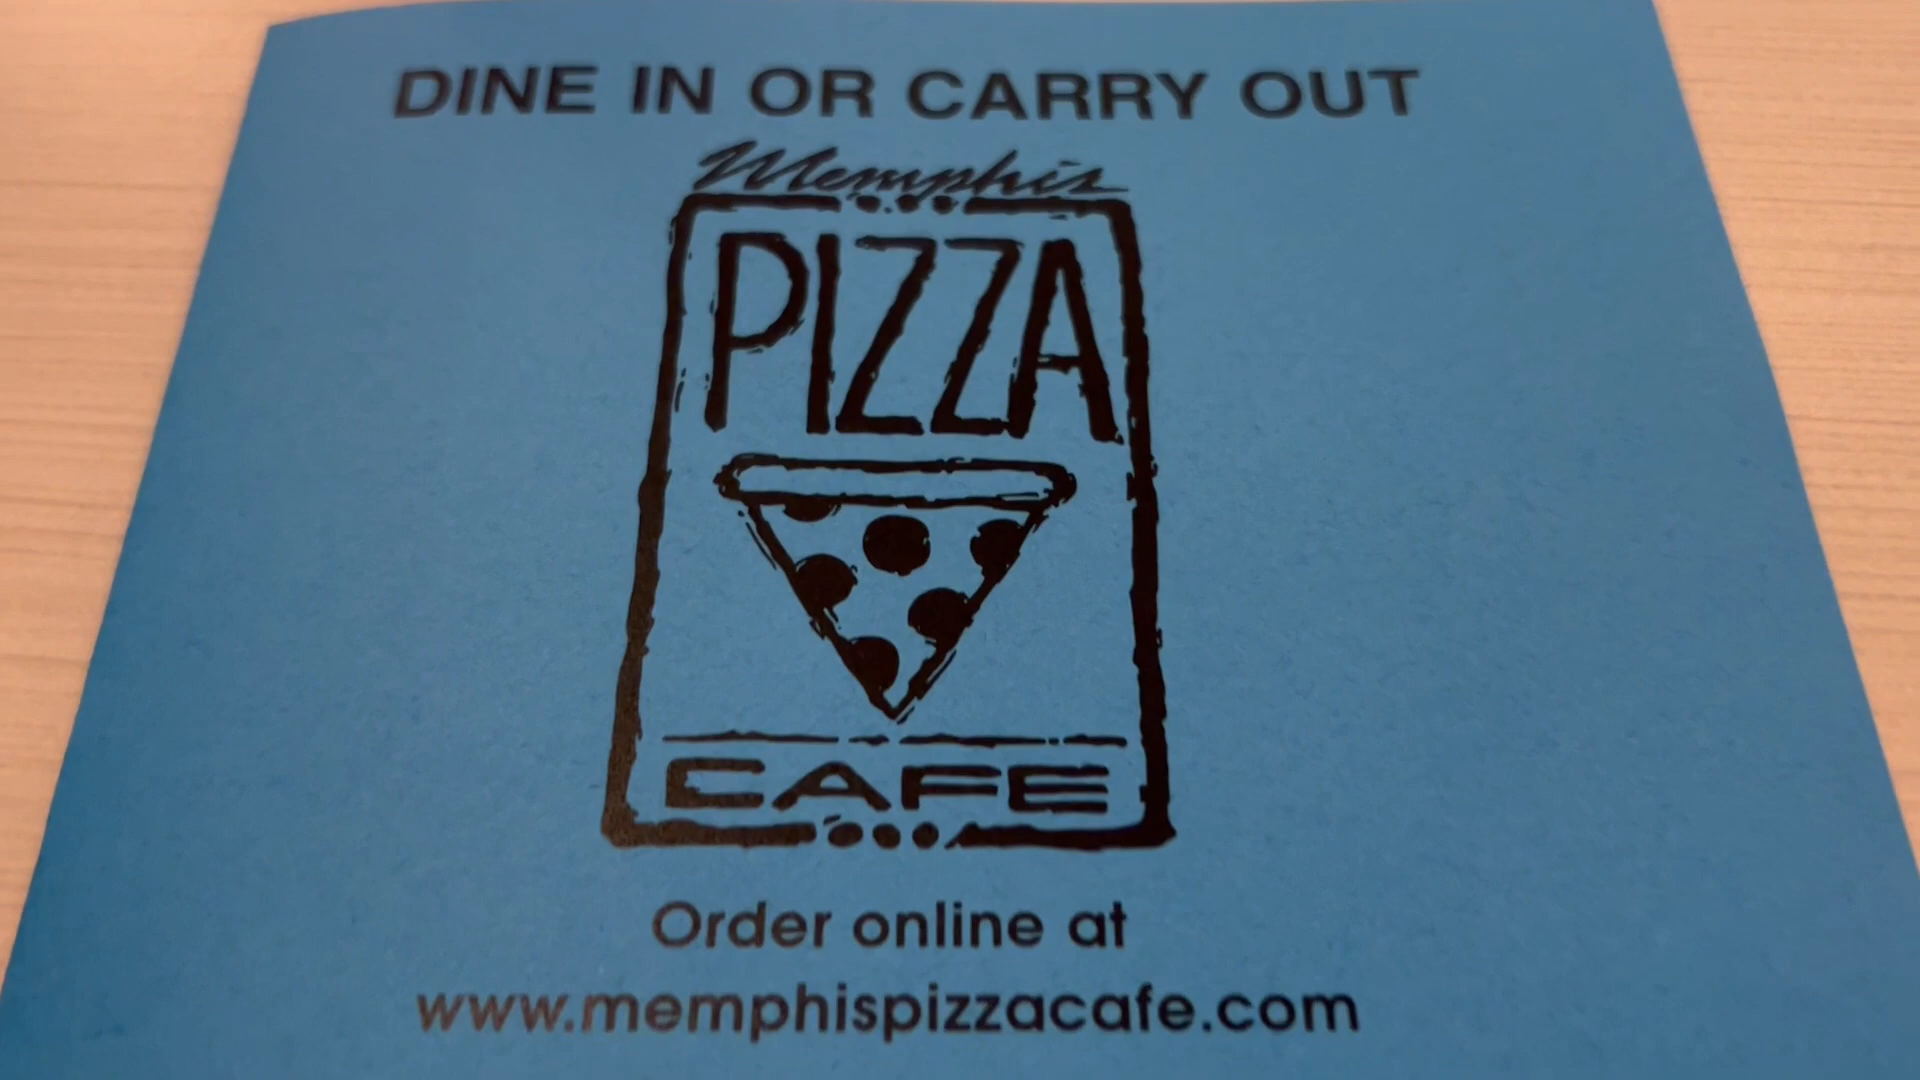 DINE IN OR CARRY OUT
Memphis
PIZZA
CAFE
Order online at
www.memphispizzacafe.com